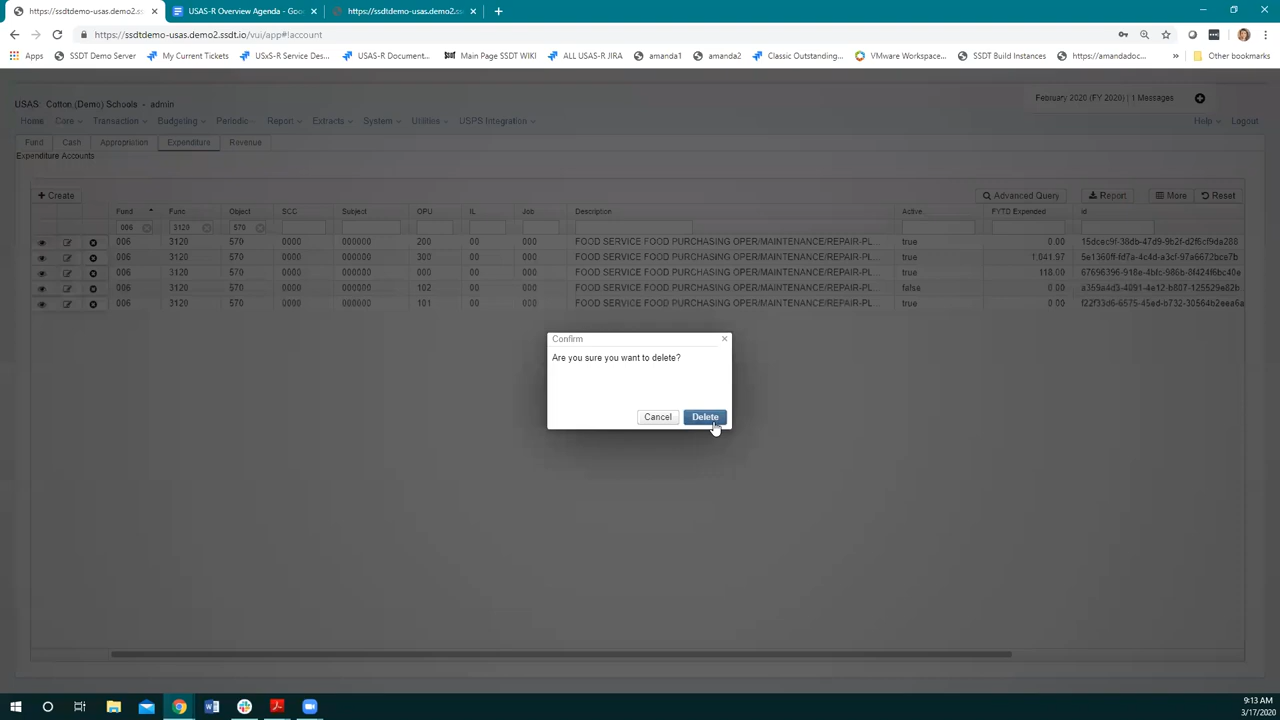 https://ssdtdemo-usas.demo2.ssdt.io
USAS-R Overview Agenda - Goo
https://ssdtdemo-usas.demo2.ss
https://ssdtdemo-usas.demo2.ssdt.io/vui/app#!account
Apps
SSDT Demo Server
My Current Tickets
USxS-R Service Des...
USAS-R Document...
Main Page SSDT WIKI
ALL USAS-R JIRA
amanda1
amanda2
Classic Outstanding...
VMware Workspace...
SSDT Build Instances
https://amandadoc...
»
Other bookmarks
USAS: Cotton (Demo) Schools - admin
February 2020 (FY 2020) | 1 Messages
Home Core Transaction Budgeting Periodic Report Extracts System Utilities USPS Integration Help Logout
Fund Cash Appropriation Expenditure Revenue
Expenditure Accounts
+ Create Advanced Query Report More Reset
Fund Func Object SCC Subject OPU IL Job Description Active... FYTD Expended id
006 3120 570
006 3120 570 0000 000000 200 00 000 FOOD SERVICE FOOD PURCHASING OPER/MAINTENANCE/REPAIR-PL... true 0.00
006 3120 570 0000 000000 300 00 000 FOOD SERVICE FOOD PURCHASING OPER/MAINTENANCE/REPAIR-PL... true 1,041.97
006 3120 570 0000 000000 00 000 FOOD SERVICE FOOD PURCHASING OPER/MAINTENANCE/REPAIR-PL... true 118.00
006 3120 570 0000 000000 102 00 000 FOOD SERVICE FOOD PURCHASING OPER/MAINTENANCE/REPAIR-PL... false 0.00
006 3120 570 0000 000000 101 00 000 FOOD SERVICE FOOD PURCHASING OPER/MAINTENANCE/REPAIR-PL... true 0.00
Confirm
Are you sure you want to delete?
Cancel Delete
9:13 AM
3/17/2020